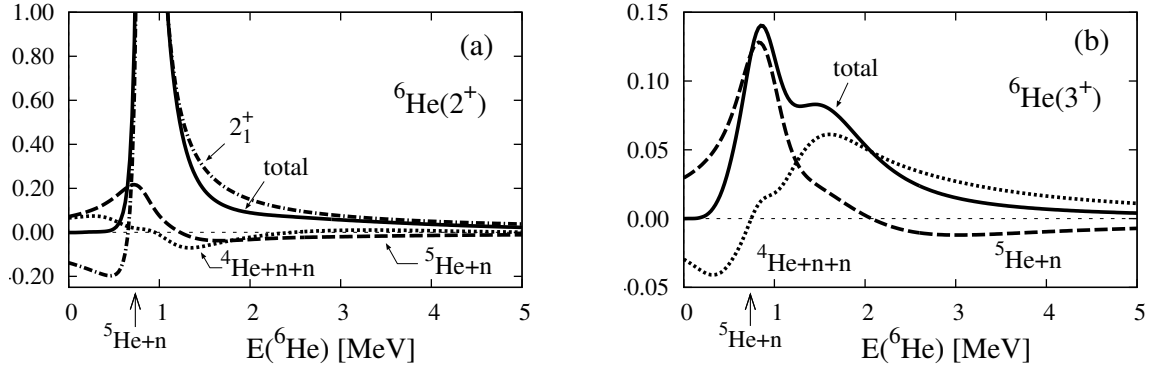 1.00
0.80
0.60
0.40
0.20
0.00
-0.20
(a)
⁶He(2⁺)
2₁⁺
total
⁴He+n+n
⁵He+n
0 1 2 3 4 5
⁵He+n
E(⁶He) [MeV]
0.15
0.10
0.05
0.00
-0.05
(b)
total
⁶He(3⁺)
⁴He+n+n
⁵He+n
0 1 2 3 4 5
⁵He+n
E(⁶He) [MeV]